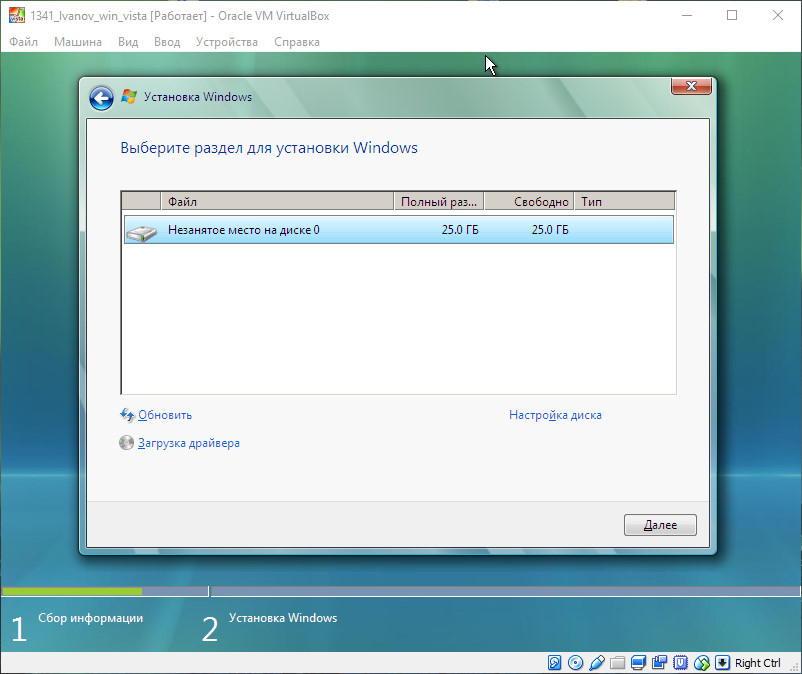 1341_Ivanov_win_vista [Работает] - Oracle VM VirtualBox
Файл Машина Вид Ввод Устройства Справка
Установка Windows
Выберите раздел для установки Windows
Файл Полный раз... Свободно Тип
Незанятое место на диске 0 25.0 ГБ 25.0 ГБ
Обновить Настройка диска
Загрузка драйвера
Далее
1 Сбор информации 2 Установка Windows
Right Ctrl